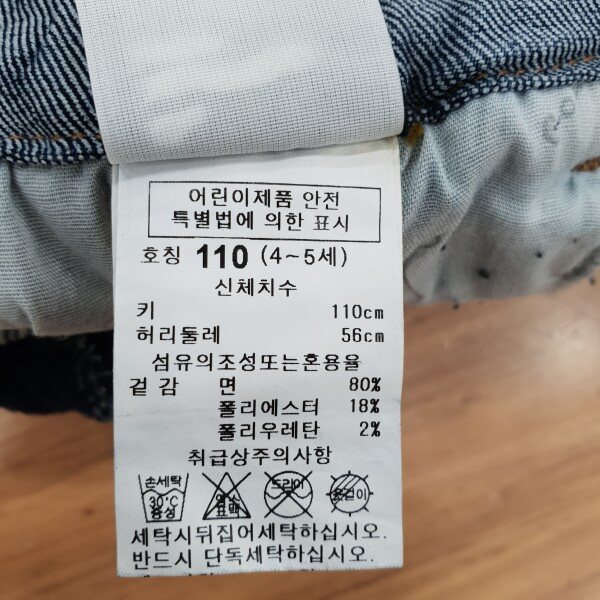 어린이제품 안전
특별법에 의한 표시
호칭 110 (4~5세)
신체치수
키 110cm
허리둘레 56cm
섬유의조성또는혼용율
겉감 면 80%
폴리에스터 18%
폴리우레탄 2%
취급상주의사항
손세탁 드라이
30℃ 옷걸이
중성 표백
세탁시뒤집어세탁하십시오.
반드시 단독세탁하십시오.